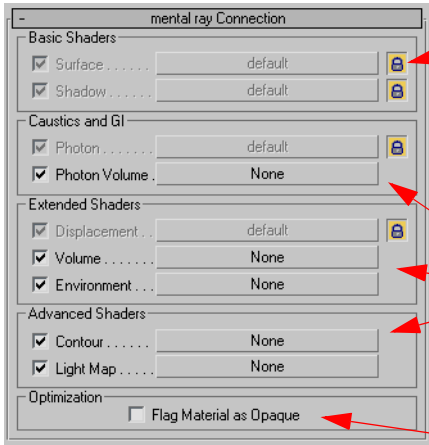 - mental ray Connection
Basic Shaders
Surface . . . . . . default
Shadow . . . . . . default
Caustics and GI
Photon . . . . . . . default
Photon Volume . None
Extended Shaders
Displacement . . default
Volume . . . . . . . None
Environment . . . None
Advanced Shaders
Contour . . . . . . None
Light Map . . . . . None
Optimization
Flag Material as Opaque